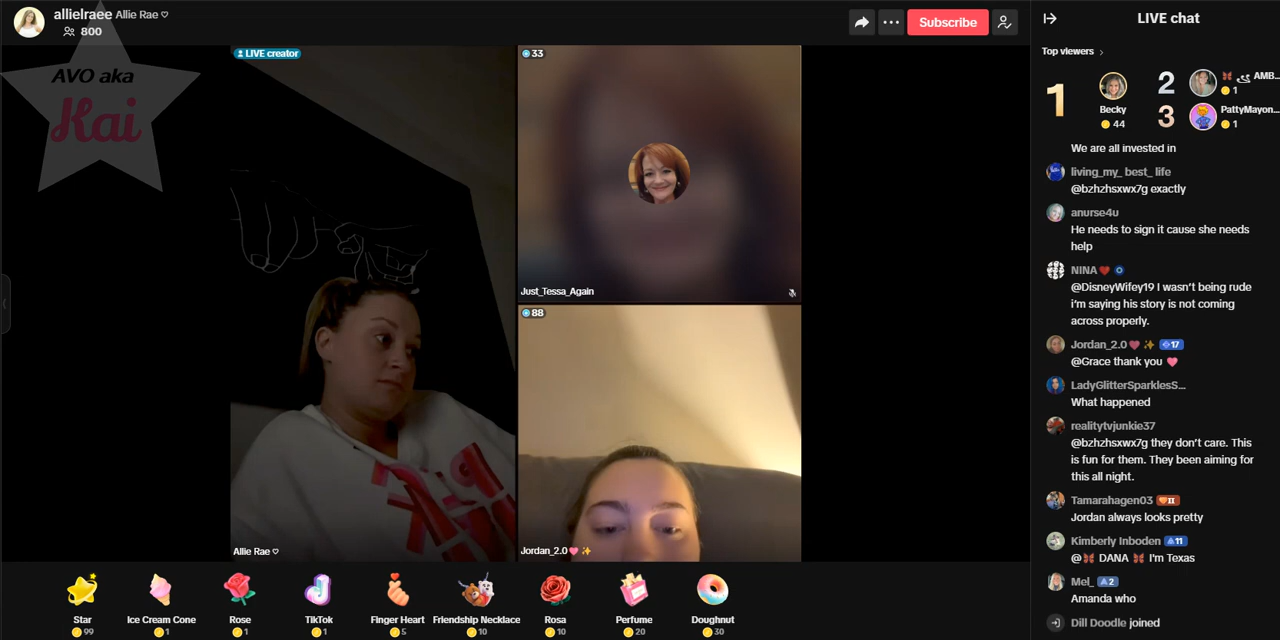 allielraee Allie Rae ♡
800
Subscribe
AVO aka
Kai
LIVE creator
33
Just_Tessa_Again
88
Allie Rae ♡
Jordan_2.0 💗 ✨
Star
99
Ice Cream Cone
1
Rose
1
TikTok
1
Finger Heart
5
Friendship Necklace
10
Rosa
10
Perfume
20
Doughnut
30
LIVE chat
Top viewers >
1
Becky
44
2
AMB...
1
3
PattyMayon...
1
We are all invested in
living_my_ best_ life
@bzhzhsxwx7g exactly
anurse4u
He needs to sign it cause she needs
help
NINA
@DisneyWifey19 I wasn't being rude
i'm saying his story is not coming
across properly.
Jordan_2.0 💗 ✨ 17
@Grace thank you 💗
LadyGlitterSparklesS...
What happened
realitytvjunkie37
@bzhzhsxwx7g they don't care. This
is fun for them. They been aiming for
this all night.
Tamarahagen03 II
Jordan always looks pretty
Kimberly Inboden 11
@🦋 DANA 🦋 I'm Texas
Mel_ 2
Amanda who
Dill Doodle joined